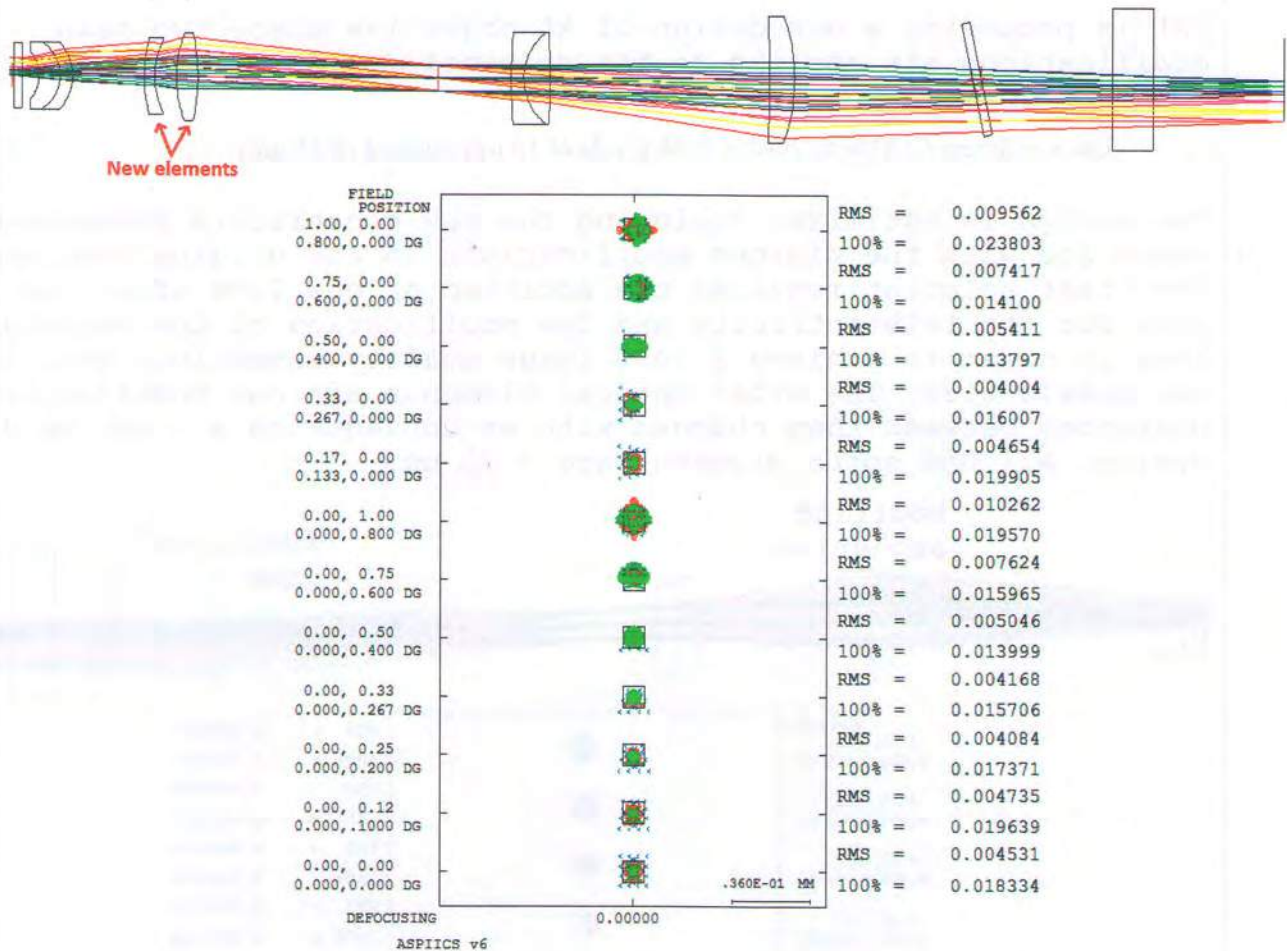 New elements
FIELD
POSITION
1.00, 0.00
0.800,0.000 DG
RMS = 0.009562
100% = 0.023803
0.75, 0.00
0.600,0.000 DG
RMS = 0.007417
100% = 0.014100
0.50, 0.00
0.400,0.000 DG
RMS = 0.005411
100% = 0.013797
0.33, 0.00
0.267,0.000 DG
RMS = 0.004004
100% = 0.016007
0.17, 0.00
0.133,0.000 DG
RMS = 0.004654
100% = 0.019905
0.00, 1.00
0.000,0.800 DG
RMS = 0.010262
100% = 0.019570
0.00, 0.75
0.000,0.600 DG
RMS = 0.007624
100% = 0.015965
0.00, 0.50
0.000,0.400 DG
RMS = 0.005046
100% = 0.013999
0.00, 0.33
0.000,0.267 DG
RMS = 0.004168
100% = 0.015706
0.00, 0.25
0.000,0.200 DG
RMS = 0.004084
100% = 0.017371
0.00, 0.12
0.000,.1000 DG
RMS = 0.004735
100% = 0.019639
0.00, 0.00
0.000,0.000 DG
RMS = 0.004531
100% = 0.018334
.360E-01 MM
DEFOCUSING 0.00000
ASPIICS v6